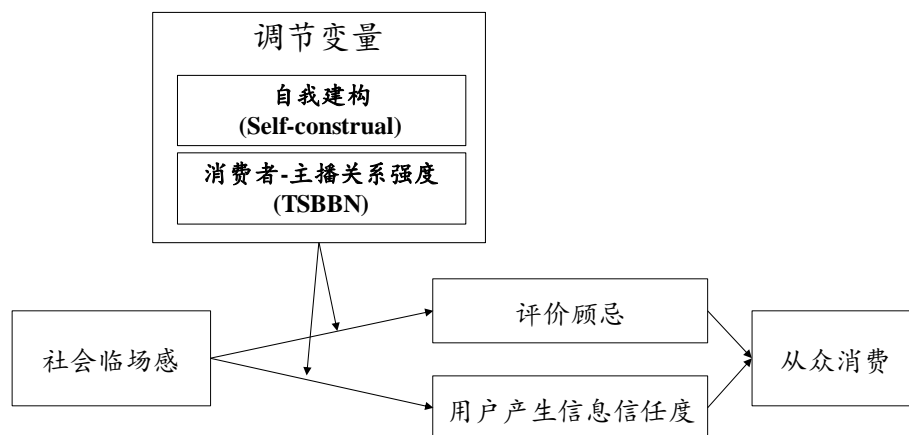 调节变量
自我建构
(Self-construal)
消费者-主播关系强度
(TSBBN)
评价顾忌
社会临场感
从众消费
用户产生信息信任度